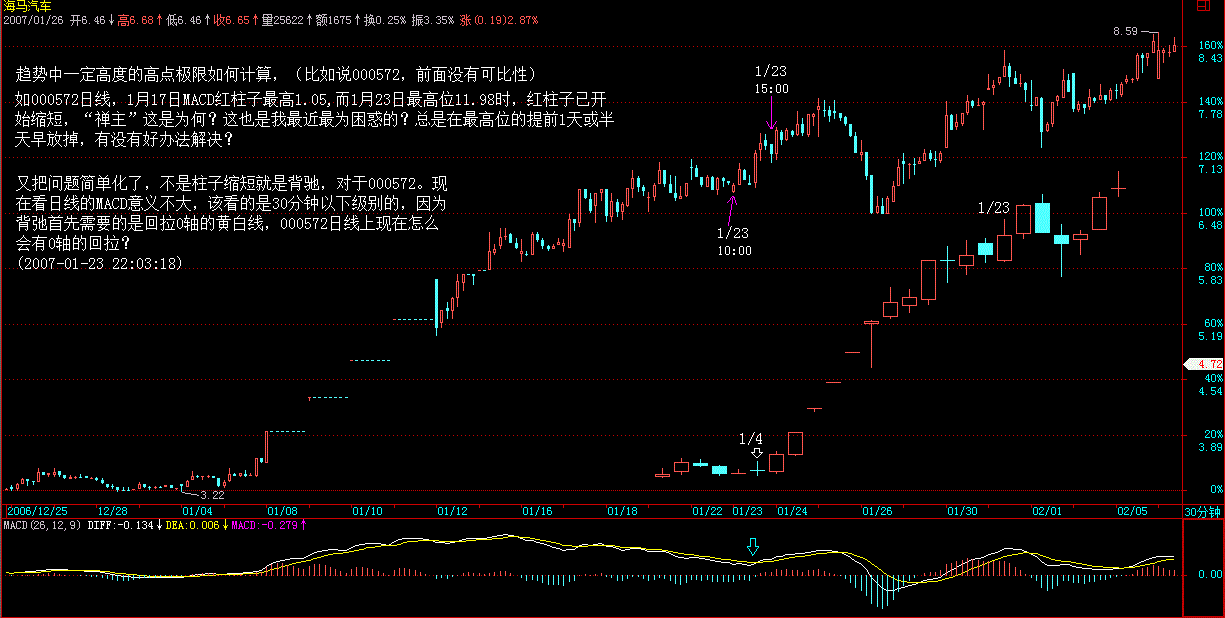 海马汽车
2007/01/26 开6.46↓高6.68↑低6.46↑收6.65↑量25622↑额1675↑换0.25% 振3.35% 涨(0.19)2.87%
趋势中一定高度的高点极限如何计算，（比如说000572，前面没有可比性）
如000572日线，1月17日MACD红柱子最高1.05,而1月23日最高位11.98时，红柱子已开
始缩短，“禅主”这是为何？这也是我最近最为困惑的？总是在最高位的提前1天或半
天早放掉，有没有好办法解决？
又把问题简单化了，不是柱子缩短就是背驰，对于000572。现
在看日线的MACD意义不大，该看的是30分钟以下级别的，因为
背弛首先需要的是回拉0轴的黄白线，000572日线上现在怎么
会有0轴的回拉？
(2007-01-23 22:03:18)
1/23
15:00
1/23
10:00
1/23
1/4
8.59
3.22
160%
8.43
140%
7.78
120%
7.13
100%
6.48
80%
5.83
60%
5.19
4.72
40%
4.54
20%
3.89
0%
2006/12/25 12/28 01/04 01/08 01/10 01/12 01/16 01/18 01/22 01/23 01/24 01/26 01/30 02/01 02/05 30分钟
MACD(26,12,9) DIFF:-0.134↓DEA:0.006↓MACD:-0.279↑
0.00